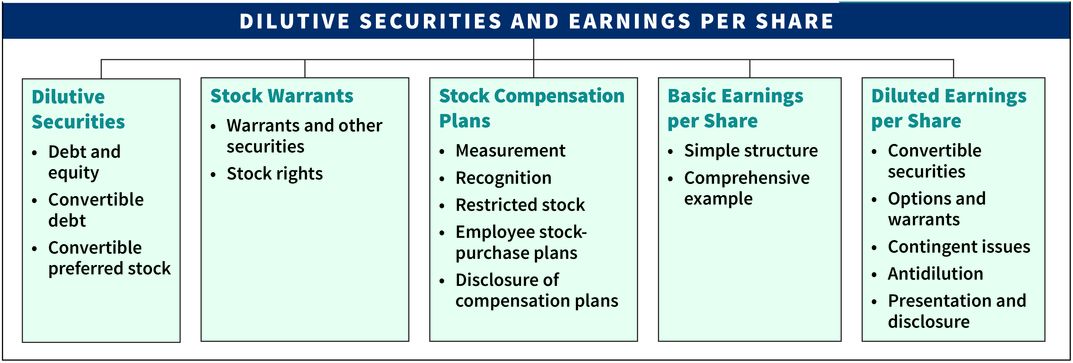 DILUTIVE SECURITIES AND EARNINGS PER SHARE
Dilutive
Securities
• Debt and
equity
• Convertible
debt
• Convertible
preferred stock
Stock Warrants
• Warrants and other
securities
• Stock rights
Stock Compensation
Plans
• Measurement
• Recognition
• Restricted stock
• Employee stock-
purchase plans
• Disclosure of
compensation plans
Basic Earnings
per Share
• Simple structure
• Comprehensive
example
Diluted Earnings
per Share
• Convertible
securities
• Options and
warrants
• Contingent issues
• Antidilution
• Presentation and
disclosure